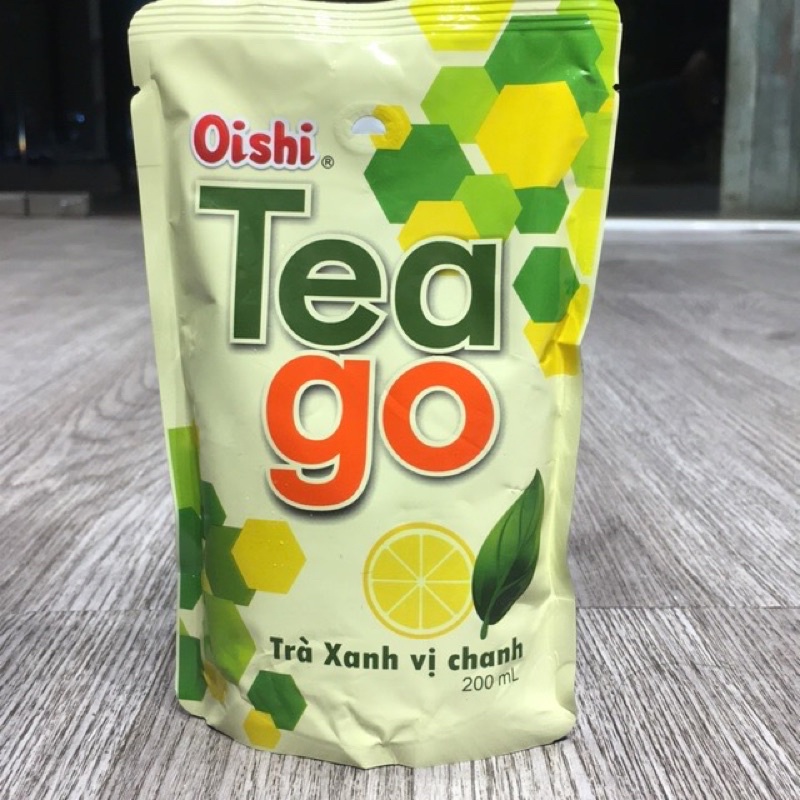 Oishi®
Tea
go
Trà Xanh vị chanh
200 mL